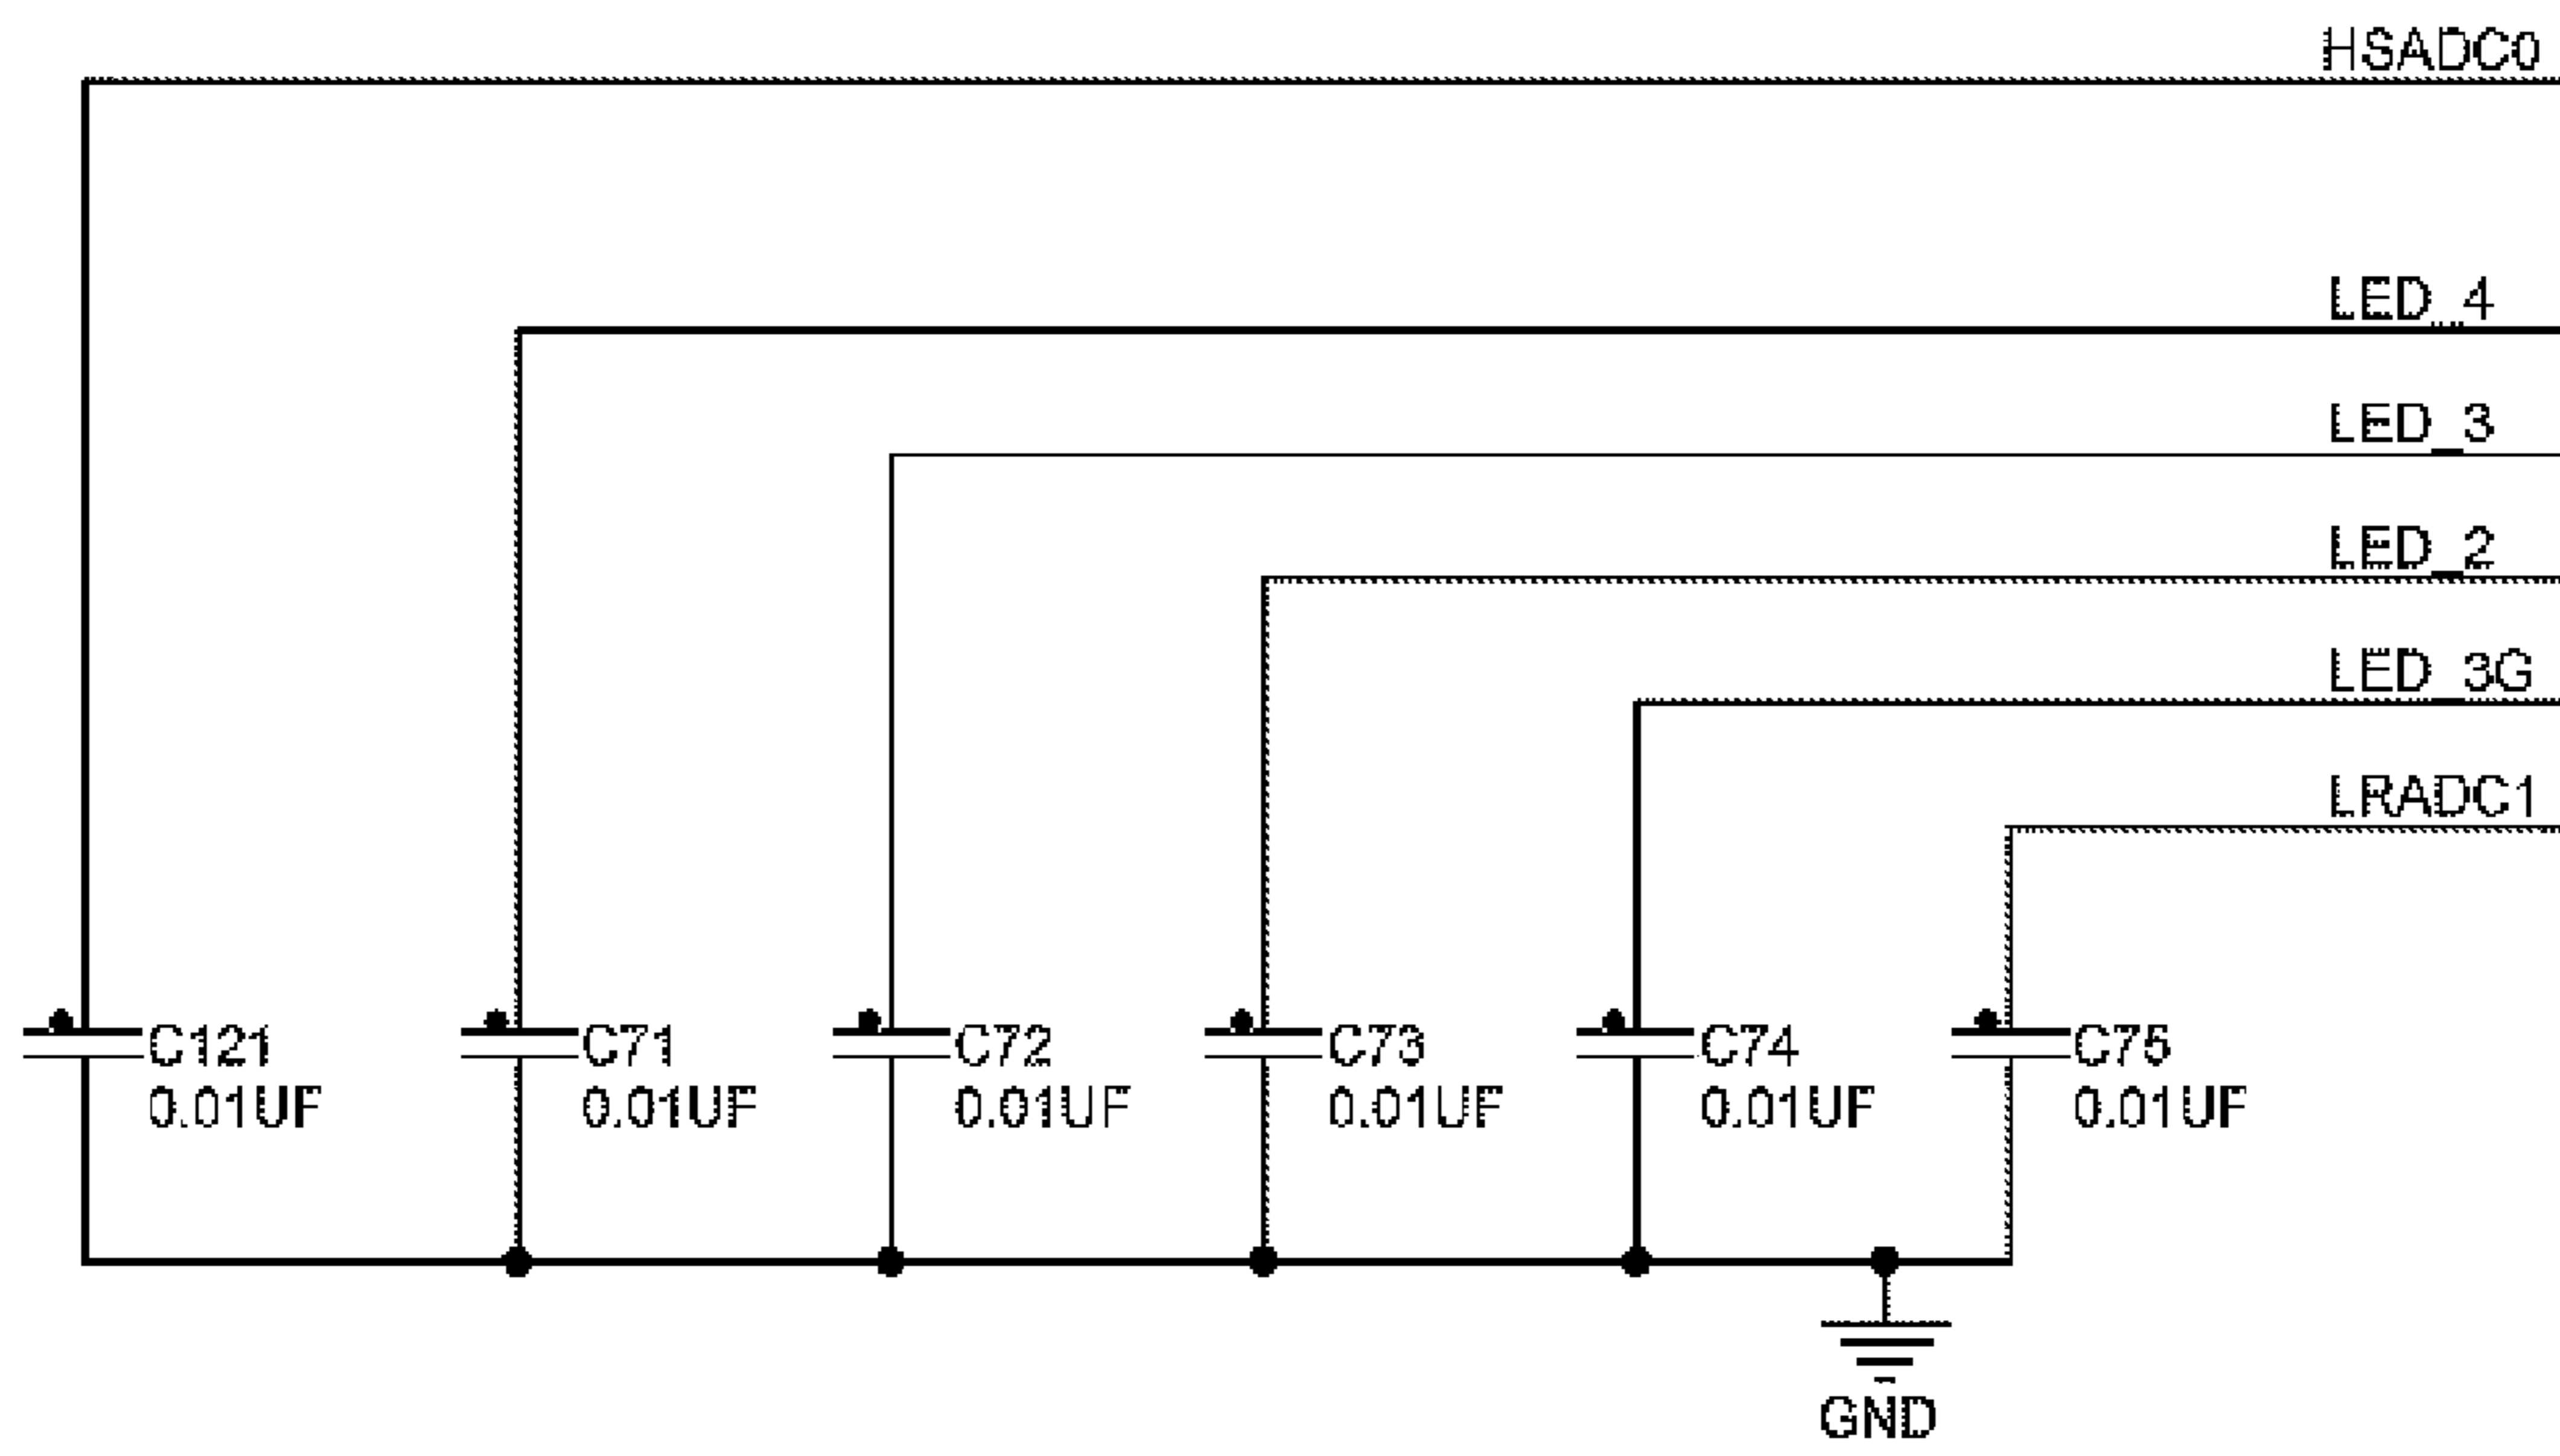 HSADC0
LED_4
LED_3
LED_2
LED_3G
LRADC1
C121
0.01UF
C71
0.01UF
C72
0.01UF
C73
0.01UF
C74
0.01UF
C75
0.01UF
GND